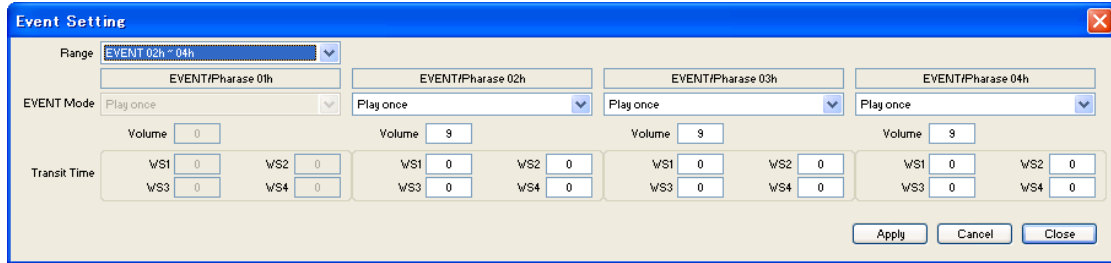 Event Setting
Range EVENT 02h ~ 04h
EVENT/Pharase 01h EVENT/Pharase 02h EVENT/Pharase 03h EVENT/Pharase 04h
EVENT Mode Play once Play once Play once Play once
Volume 0 Volume 9 Volume 9 Volume 9
Transit Time
WS1 0 WS2 0 WS1 0 WS2 0 WS1 0 WS2 0 WS1 0 WS2 0
WS3 0 WS4 0 WS3 0 WS4 0 WS3 0 WS4 0 WS3 0 WS4 0
Apply Cancel Close